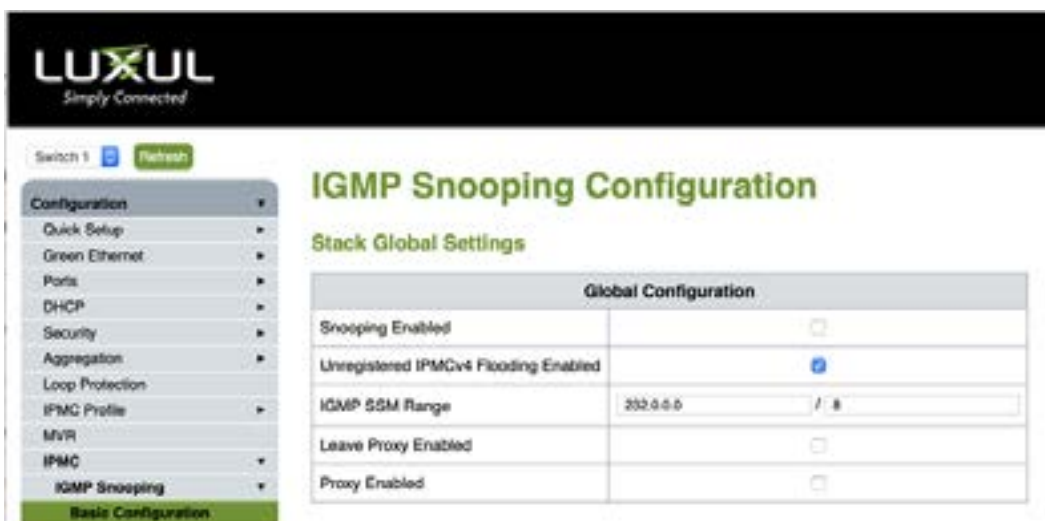 LUXUL
Simply Connected
Switch 1
Refresh
Configuration
Quick Setup
Green Ethernet
Ports
DHCP
Security
Aggregation
Loop Protection
IPMC Profile
MVR
IPMC
IGMP Snooping
Basic Configuration
IGMP Snooping Configuration
Stack Global Settings
Global Configuration
Snooping Enabled
Unregistered IPMCv4 Flooding Enabled
IGMP SSM Range 232.0.0.0 / 8
Leave Proxy Enabled
Proxy Enabled